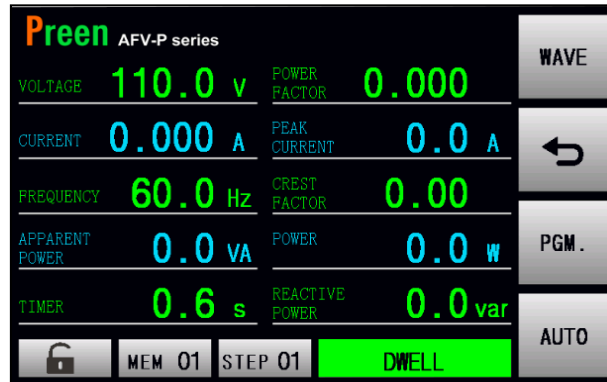 Preen AFV-P series
WAVE
VOLTAGE 110.0 V
POWER FACTOR 0.000
CURRENT 0.000 A
PEAK CURRENT 0.0 A
FREQUENCY 60.0 Hz
CREST FACTOR 0.00
APPARENT POWER 0.0 VA
POWER 0.0 W
PGM.
TIMER 0.6 s
REACTIVE POWER 0.0 var
AUTO
MEM 01 STEP 01 DWELL